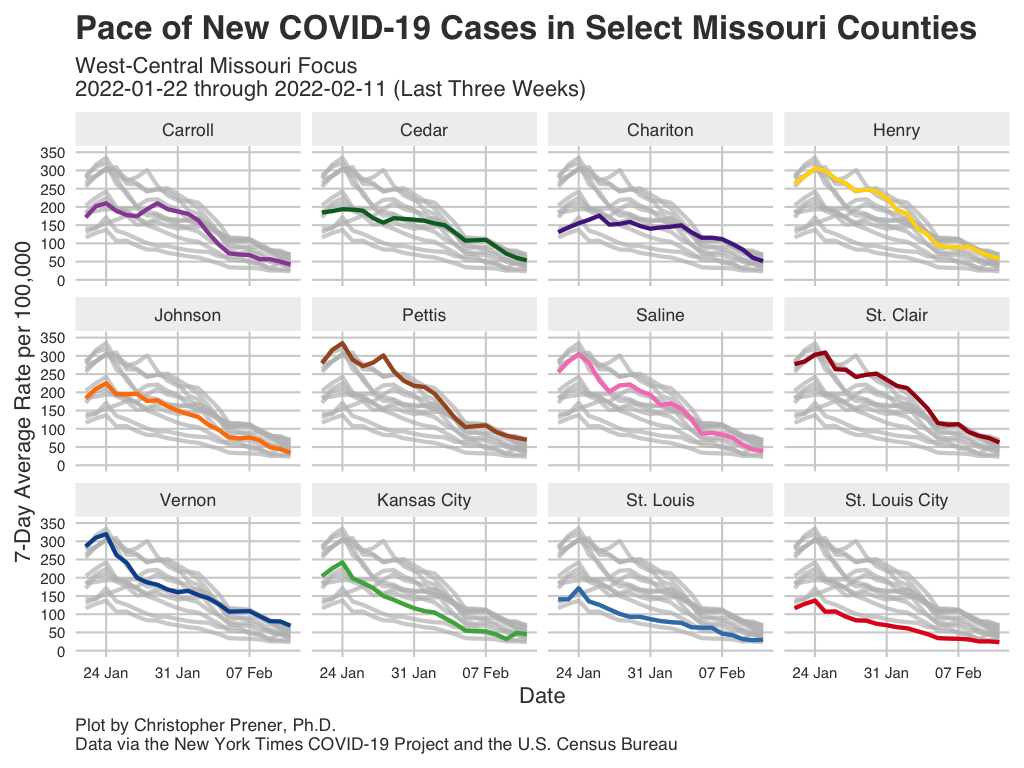 Pace of New COVID-19 Cases in Select Missouri Counties
West-Central Missouri Focus
2022-01-22 through 2022-02-11 (Last Three Weeks)
Carroll
Cedar
Chariton
Henry
350
300
250
200
150
100
50
0
Johnson
Pettis
Saline
St. Clair
350
300
250
200
150
100
50
0
Vernon
Kansas City
St. Louis
St. Louis City
350
300
250
200
150
100
50
0
7-Day Average Rate per 100,000
24 Jan 31 Jan 07 Feb
24 Jan 31 Jan 07 Feb
24 Jan 31 Jan 07 Feb
24 Jan 31 Jan 07 Feb
Date
Plot by Christopher Prener, Ph.D.
Data via the New York Times COVID-19 Project and the U.S. Census Bureau